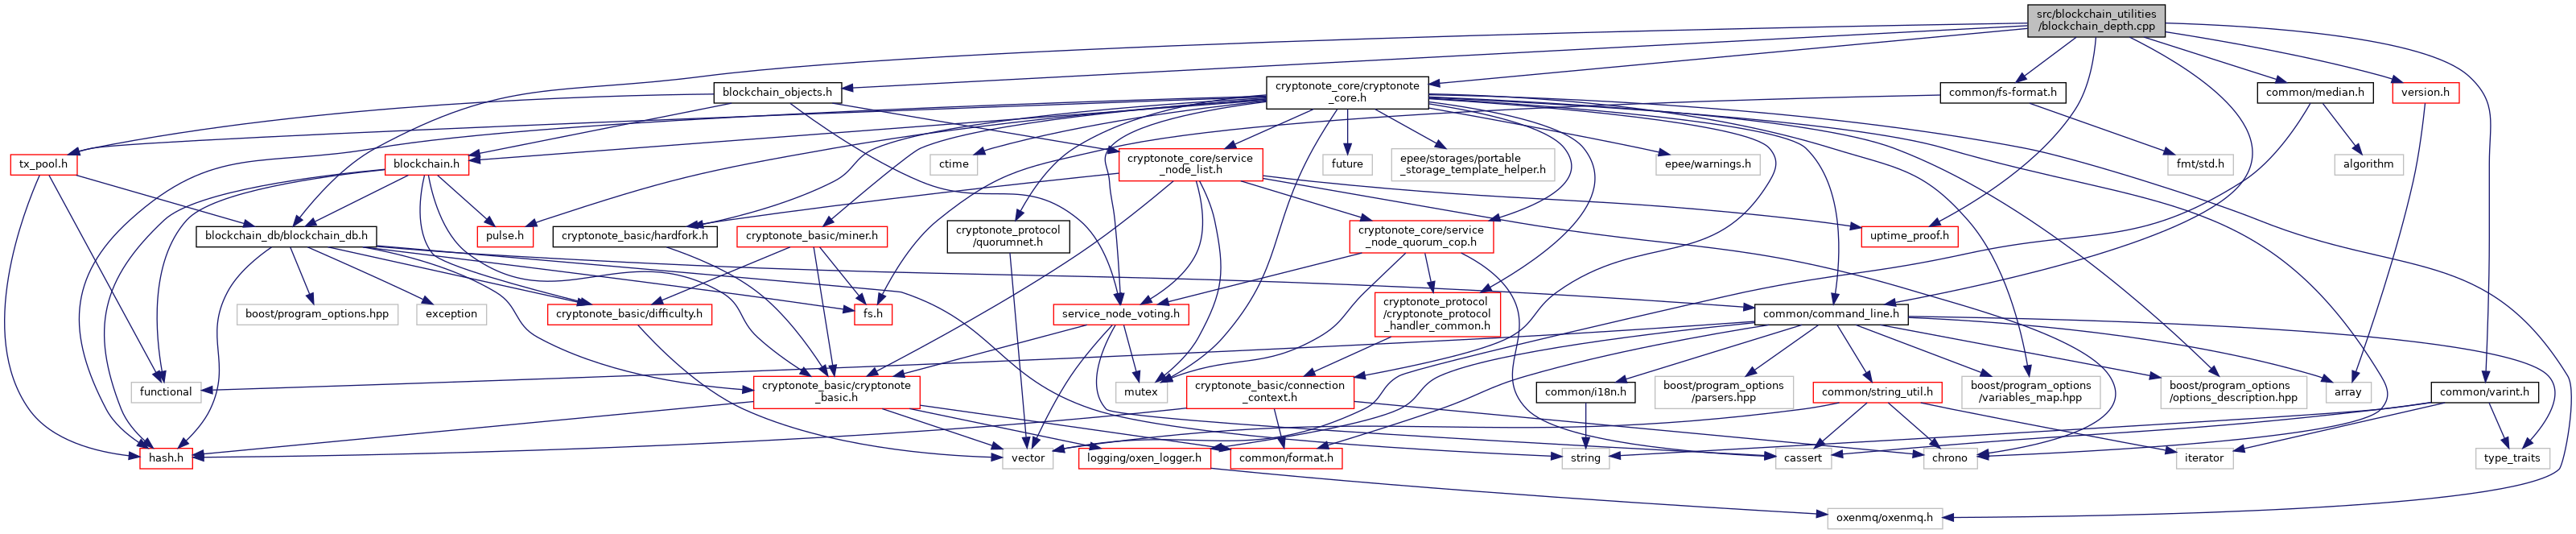 src/blockchain_utilities
/blockchain_depth.cpp
blockchain_objects.h
cryptonote_core/cryptonote
_core.h
common/fs-format.h
common/median.h
version.h
tx_pool.h
blockchain.h
ctime
cryptonote_core/service
_node_list.h
future
epee/storages/portable
_storage_template_helper.h
epee/warnings.h
fmt/std.h
algorithm
blockchain_db/blockchain_db.h
pulse.h
cryptonote_basic/hardfork.h
cryptonote_basic/miner.h
cryptonote_protocol
/quorumnet.h
cryptonote_core/service
_node_quorum_cop.h
uptime_proof.h
boost/program_options.hpp
exception
cryptonote_basic/difficulty.h
fs.h
service_node_voting.h
cryptonote_protocol
/cryptonote_protocol
_handler_common.h
common/command_line.h
functional
cryptonote_basic/cryptonote
_basic.h
mutex
cryptonote_basic/connection
_context.h
common/i18n.h
boost/program_options
/parsers.hpp
common/string_util.h
boost/program_options
/variables_map.hpp
boost/program_options
/options_description.hpp
array
common/varint.h
hash.h
vector
logging/oxen_logger.h
common/format.h
string
cassert
chrono
iterator
type_traits
oxenmq/oxenmq.h